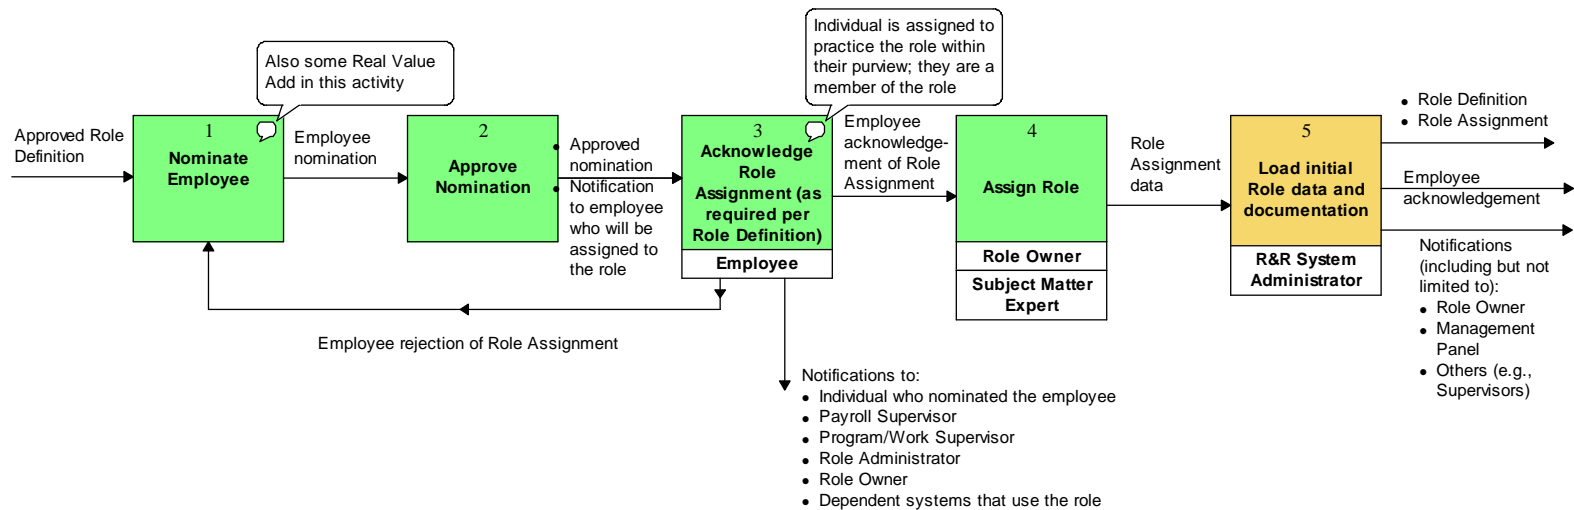 Also some Real Value
Add in this activity
Individual is assigned to
practice the role within
their purview; they are a
member of the role
Approved Role
Definition
1
Nominate
Employee
Employee
nomination
2
Approve
Nomination
• Approved
nomination
• Notification
to employee
who will be
assigned to
the role
3
Acknowledge
Role
Assignment (as
required per
Role Definition)
Employee
Employee
acknowledge-
ment of Role
Assignment
4
Assign Role
Role Owner
Subject Matter
Expert
Role
Assignment
data
5
Load initial
Role data and
documentation
R&R System
Administrator
• Role Definition
• Role Assignment
Employee
acknowledgement
Notifications
(including but not
limited to):
• Role Owner
• Management
Panel
• Others (e.g.,
Supervisors)
Employee rejection of Role Assignment
Notifications to:
• Individual who nominated the employee
• Payroll Supervisor
• Program/Work Supervisor
• Role Administrator
• Role Owner
• Dependent systems that use the role